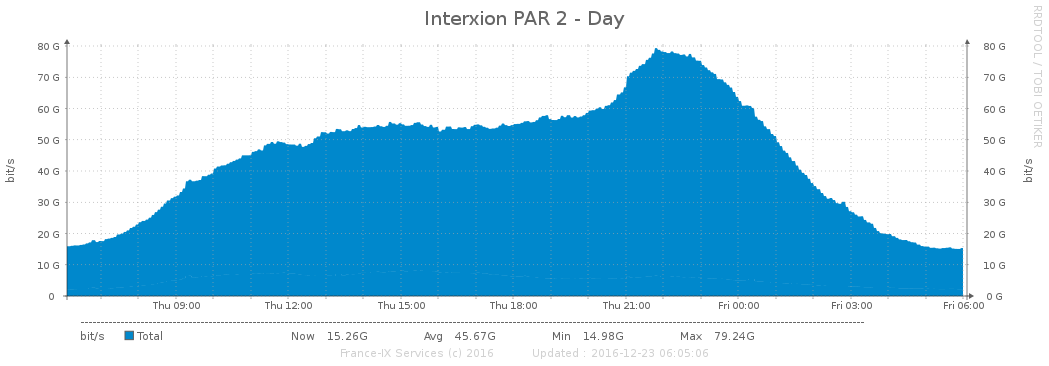 Interxion PAR 2 - Day
RRDTOOL / TOBI OETIKER
bit/s
80 G
70 G
60 G
50 G
40 G
30 G
20 G
10 G
0
80 G
70 G
60 G
50 G
40 G
30 G
20 G
10 G
0 G
bit/s
Thu 09:00 Thu 12:00 Thu 15:00 Thu 18:00 Thu 21:00 Fri 00:00 Fri 03:00 Fri 06:00
bit/s Total Now 15.26G Avg 45.67G Min 14.98G Max 79.24G
France-IX Services (c) 2016 Updated : 2016-12-23 06:05:06